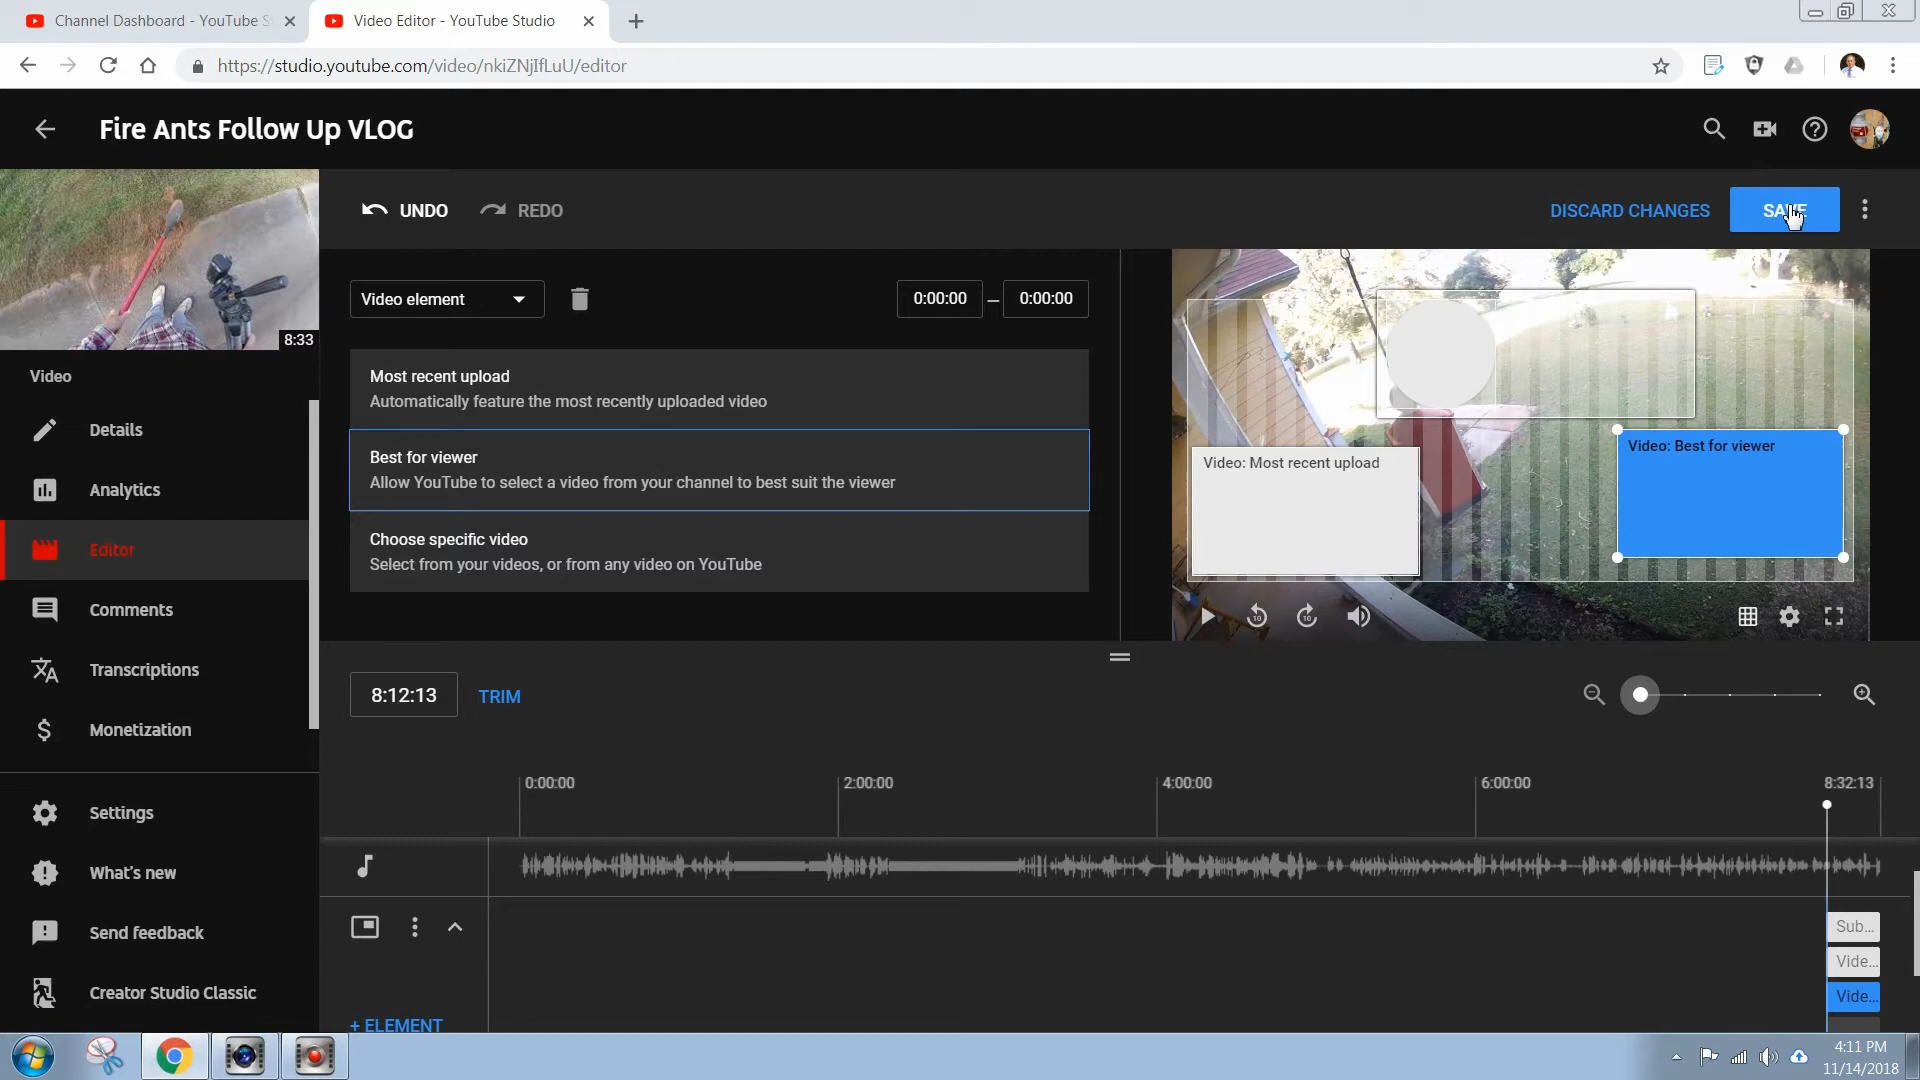 Channel Dashboard - YouTube S
Video Editor - YouTube Studio
https://studio.youtube.com/video/nkiZNjIfLuU/editor
Fire Ants Follow Up VLOG
UNDO
REDO
DISCARD CHANGES
SAVE
8:33
Video
Details
Analytics
Editor
Comments
Transcriptions
Monetization
Settings
What's new
Send feedback
Creator Studio Classic
Video element
0:00:00 – 0:00:00
Most recent upload
Automatically feature the most recently uploaded video
Best for viewer
Allow YouTube to select a video from your channel to best suit the viewer
Choose specific video
Select from your videos, or from any video on YouTube
Video: Most recent upload
Video: Best for viewer
10
10
8:12:13
TRIM
0:00:00
2:00:00
4:00:00
6:00:00
8:32:13
Sub...
Vide...
Vide...
+ ELEMENT
4:11 PM
11/14/2018